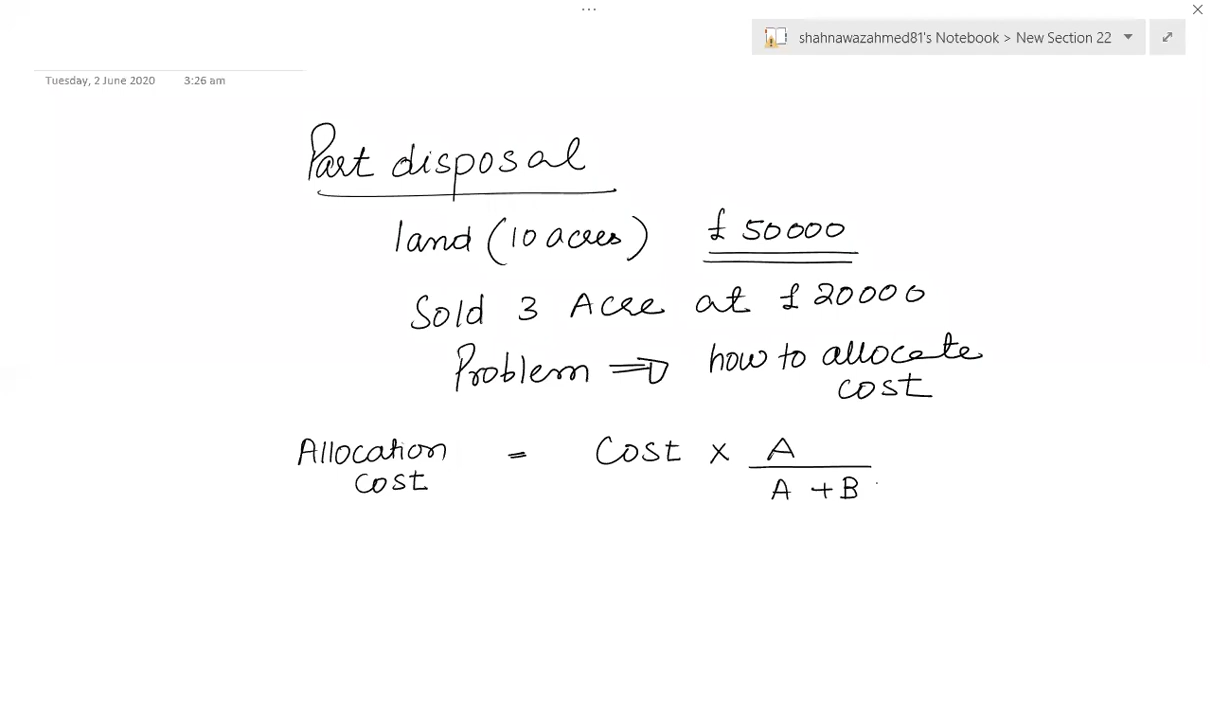 shahnawazahmed81's Notebook > New Section 22
Tuesday, 2 June 2020 3:26 am
Part disposal
land (10 acres) £ 50000
Sold 3 Acre at £ 20000
Problem ⇒ how to allocate
cost
Allocation = Cost × A
cost A + B